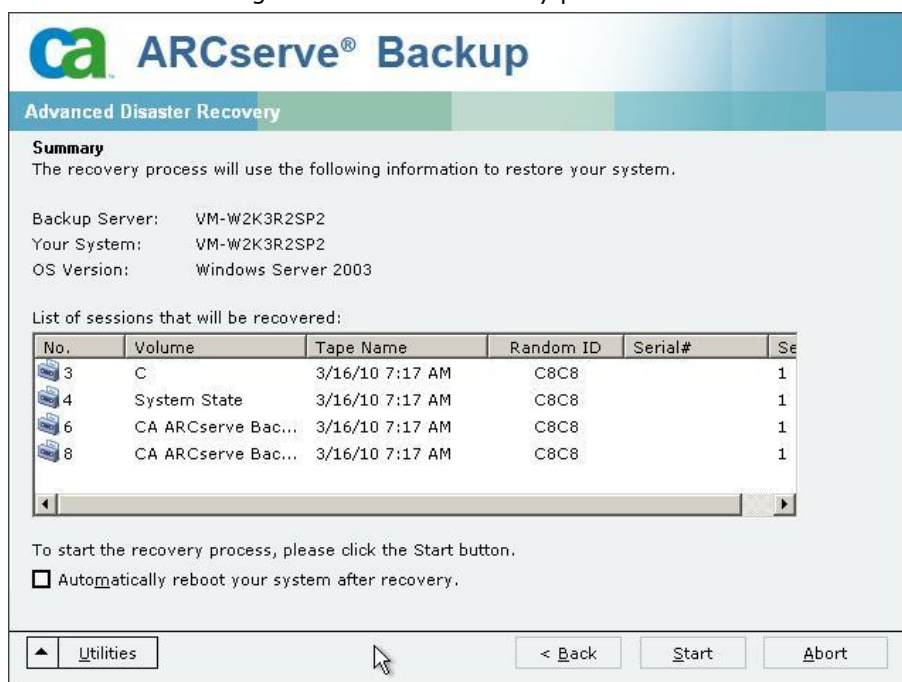 ca ARCserve® Backup
Advanced Disaster Recovery
Summary
The recovery process will use the following information to restore your system.
Backup Server: VM-W2K3R2SP2
Your System: VM-W2K3R2SP2
OS Version: Windows Server 2003
List of sessions that will be recovered:
No. Volume Tape Name Random ID Serial# Se
3 C 3/16/10 7:17 AM C8C8 1
4 System State 3/16/10 7:17 AM C8C8 1
6 CA ARCserve Bac... 3/16/10 7:17 AM C8C8 1
8 CA ARCserve Bac... 3/16/10 7:17 AM C8C8 1
To start the recovery process, please click the Start button.
Automatically reboot your system after recovery.
Utilities < Back Start Abort